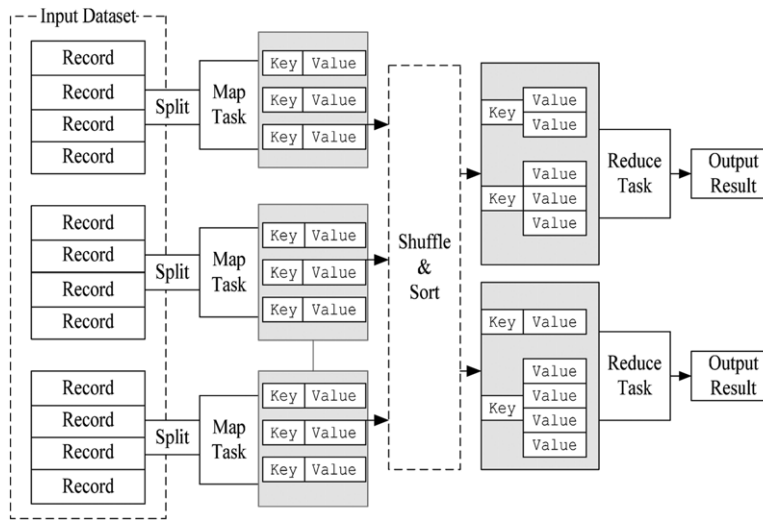 Input Dataset
Record
Record
Record
Record
Split
Map
Task
Key Value
Key Value
Key Value
Record
Record
Record
Record
Split
Map
Task
Key Value
Key Value
Key Value
Record
Record
Record
Record
Split
Map
Task
Key Value
Key Value
Key Value
Shuffle
&
Sort
Key
Value
Value
Key
Value
Value
Value
Reduce
Task
Output
Result
Key Value
Key
Value
Value
Value
Value
Reduce
Task
Output
Result